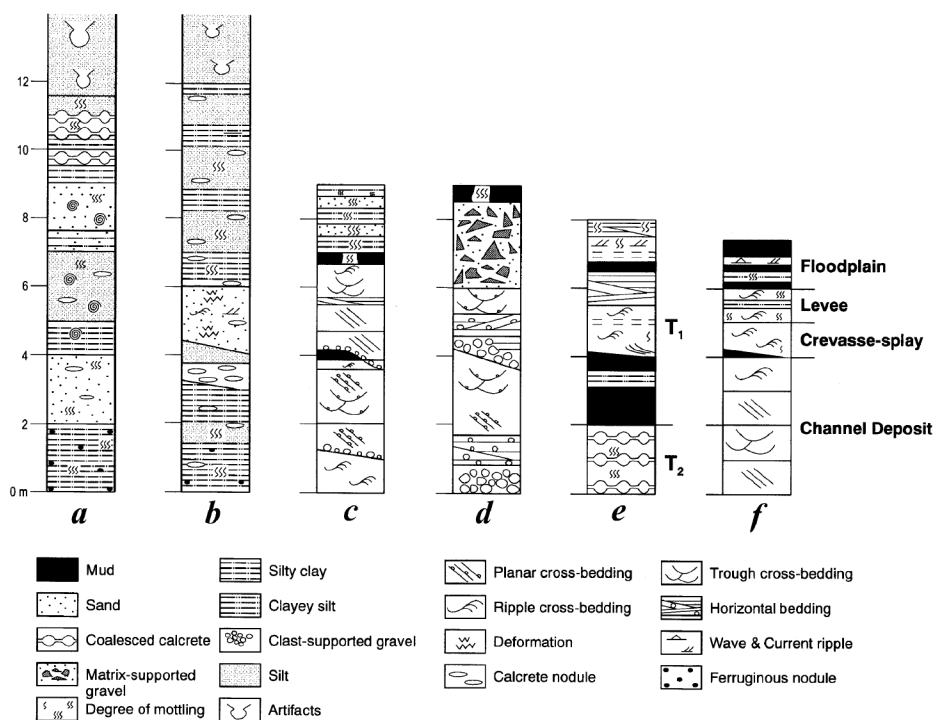 12
10
8
6
4
2
0 m
a
b
c
d
e
f
T1
T2
Floodplain
Levee
Crevasse-splay
Channel Deposit
Mud
Sand
Coalesced calcrete
Matrix-supported
gravel
Degree of mottling
Silty clay
Clayey silt
Clast-supported gravel
Silt
Artifacts
Planar cross-bedding
Ripple cross-bedding
Deformation
Calcrete nodule
Trough cross-bedding
Horizontal bedding
Wave & Current ripple
Ferruginous nodule